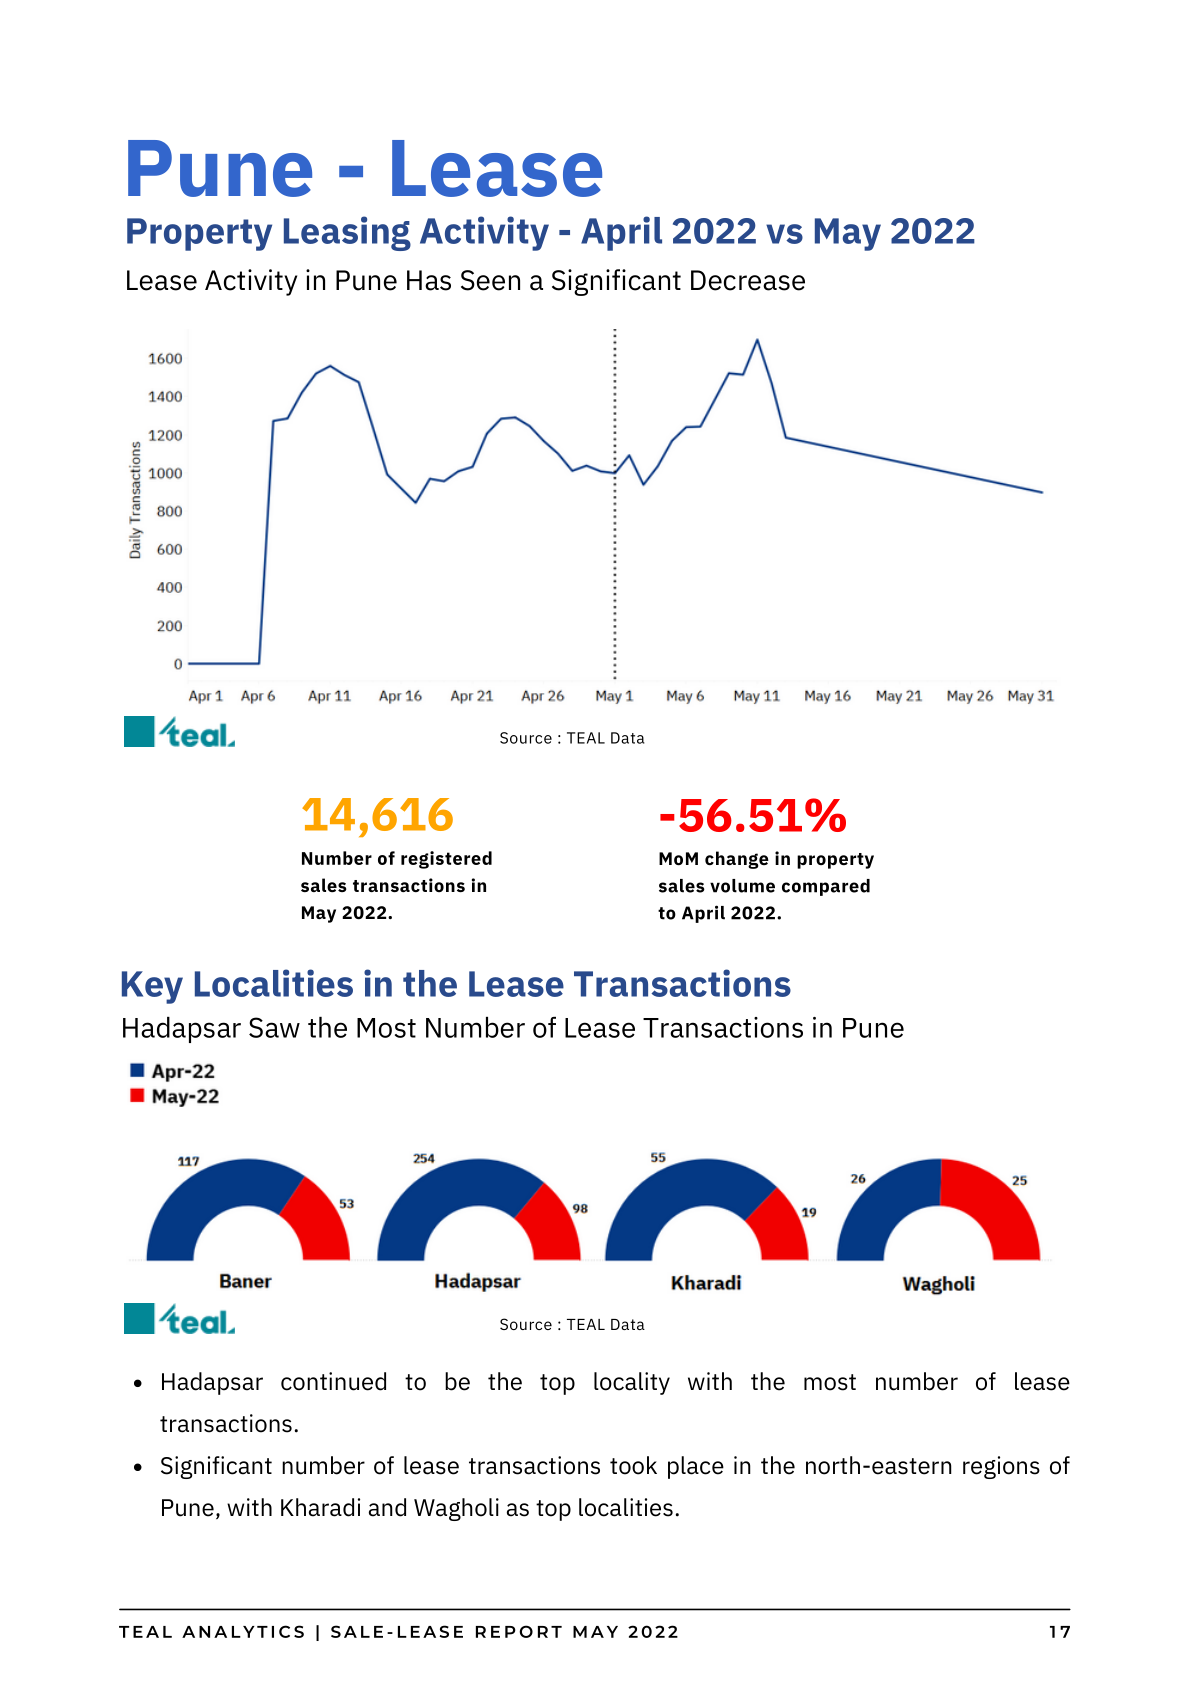 Pune - Lease
Property Leasing Activity - April 2022 vs May 2022
Lease Activity in Pune Has Seen a Significant Decrease
Daily Transactions
1600
1400
1200
1000
800
600
400
200
0
Apr 1 Apr 6 Apr 11 Apr 16 Apr 21 Apr 26 May 1 May 6 May 11 May 16 May 21 May 26 May 31
teal.
Source : TEAL Data
14,616
Number of registered
sales transactions in
May 2022.
-56.51%
MoM change in property
sales volume compared
to April 2022.
Key Localities in the Lease Transactions
Hadapsar Saw the Most Number of Lease Transactions in Pune
Apr-22
May-22
117 53 254 98 55 19 26 25
Baner Hadapsar Kharadi Wagholi
teal.
Source : TEAL Data
• Hadapsar continued to be the top locality with the most number of lease
transactions.
• Significant number of lease transactions took place in the north-eastern regions of
Pune, with Kharadi and Wagholi as top localities.
TEAL ANALYTICS | SALE-LEASE REPORT MAY 2022 17